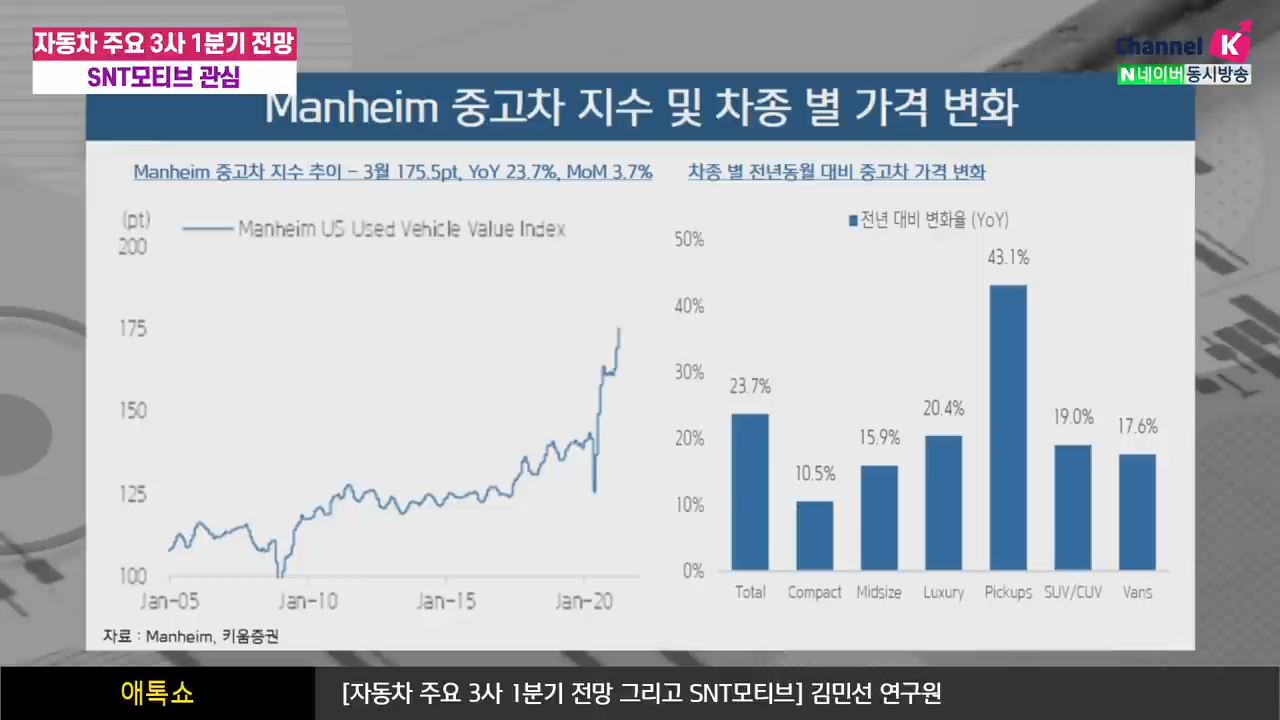 자동차 주요 3사 1분기 전망
SNT모티브 관심
Channel K
N 네이버 동시방송
Manheim 중고차 지수 및 차종 별 가격 변화
Manheim 중고차 지수 추이 - 3월 175.5pt, YoY 23.7%, MoM 3.7%
(pt)
Manheim US Used Vehicle Value Index
200
175
150
125
100
Jan-05 Jan-10 Jan-15 Jan-20
차종 별 전년동월 대비 중고차 가격 변화
전년 대비 변화율 (YoY)
50%
40%
30%
20%
10%
0%
23.7% 10.5% 15.9% 20.4% 43.1% 19.0% 17.6%
Total Compact Midsize Luxury Pickups SUV/CUV Vans
자료 : Manheim, 키움증권
애톡쇼
[자동차 주요 3사 1분기 전망 그리고 SNT모티브] 김민선 연구원